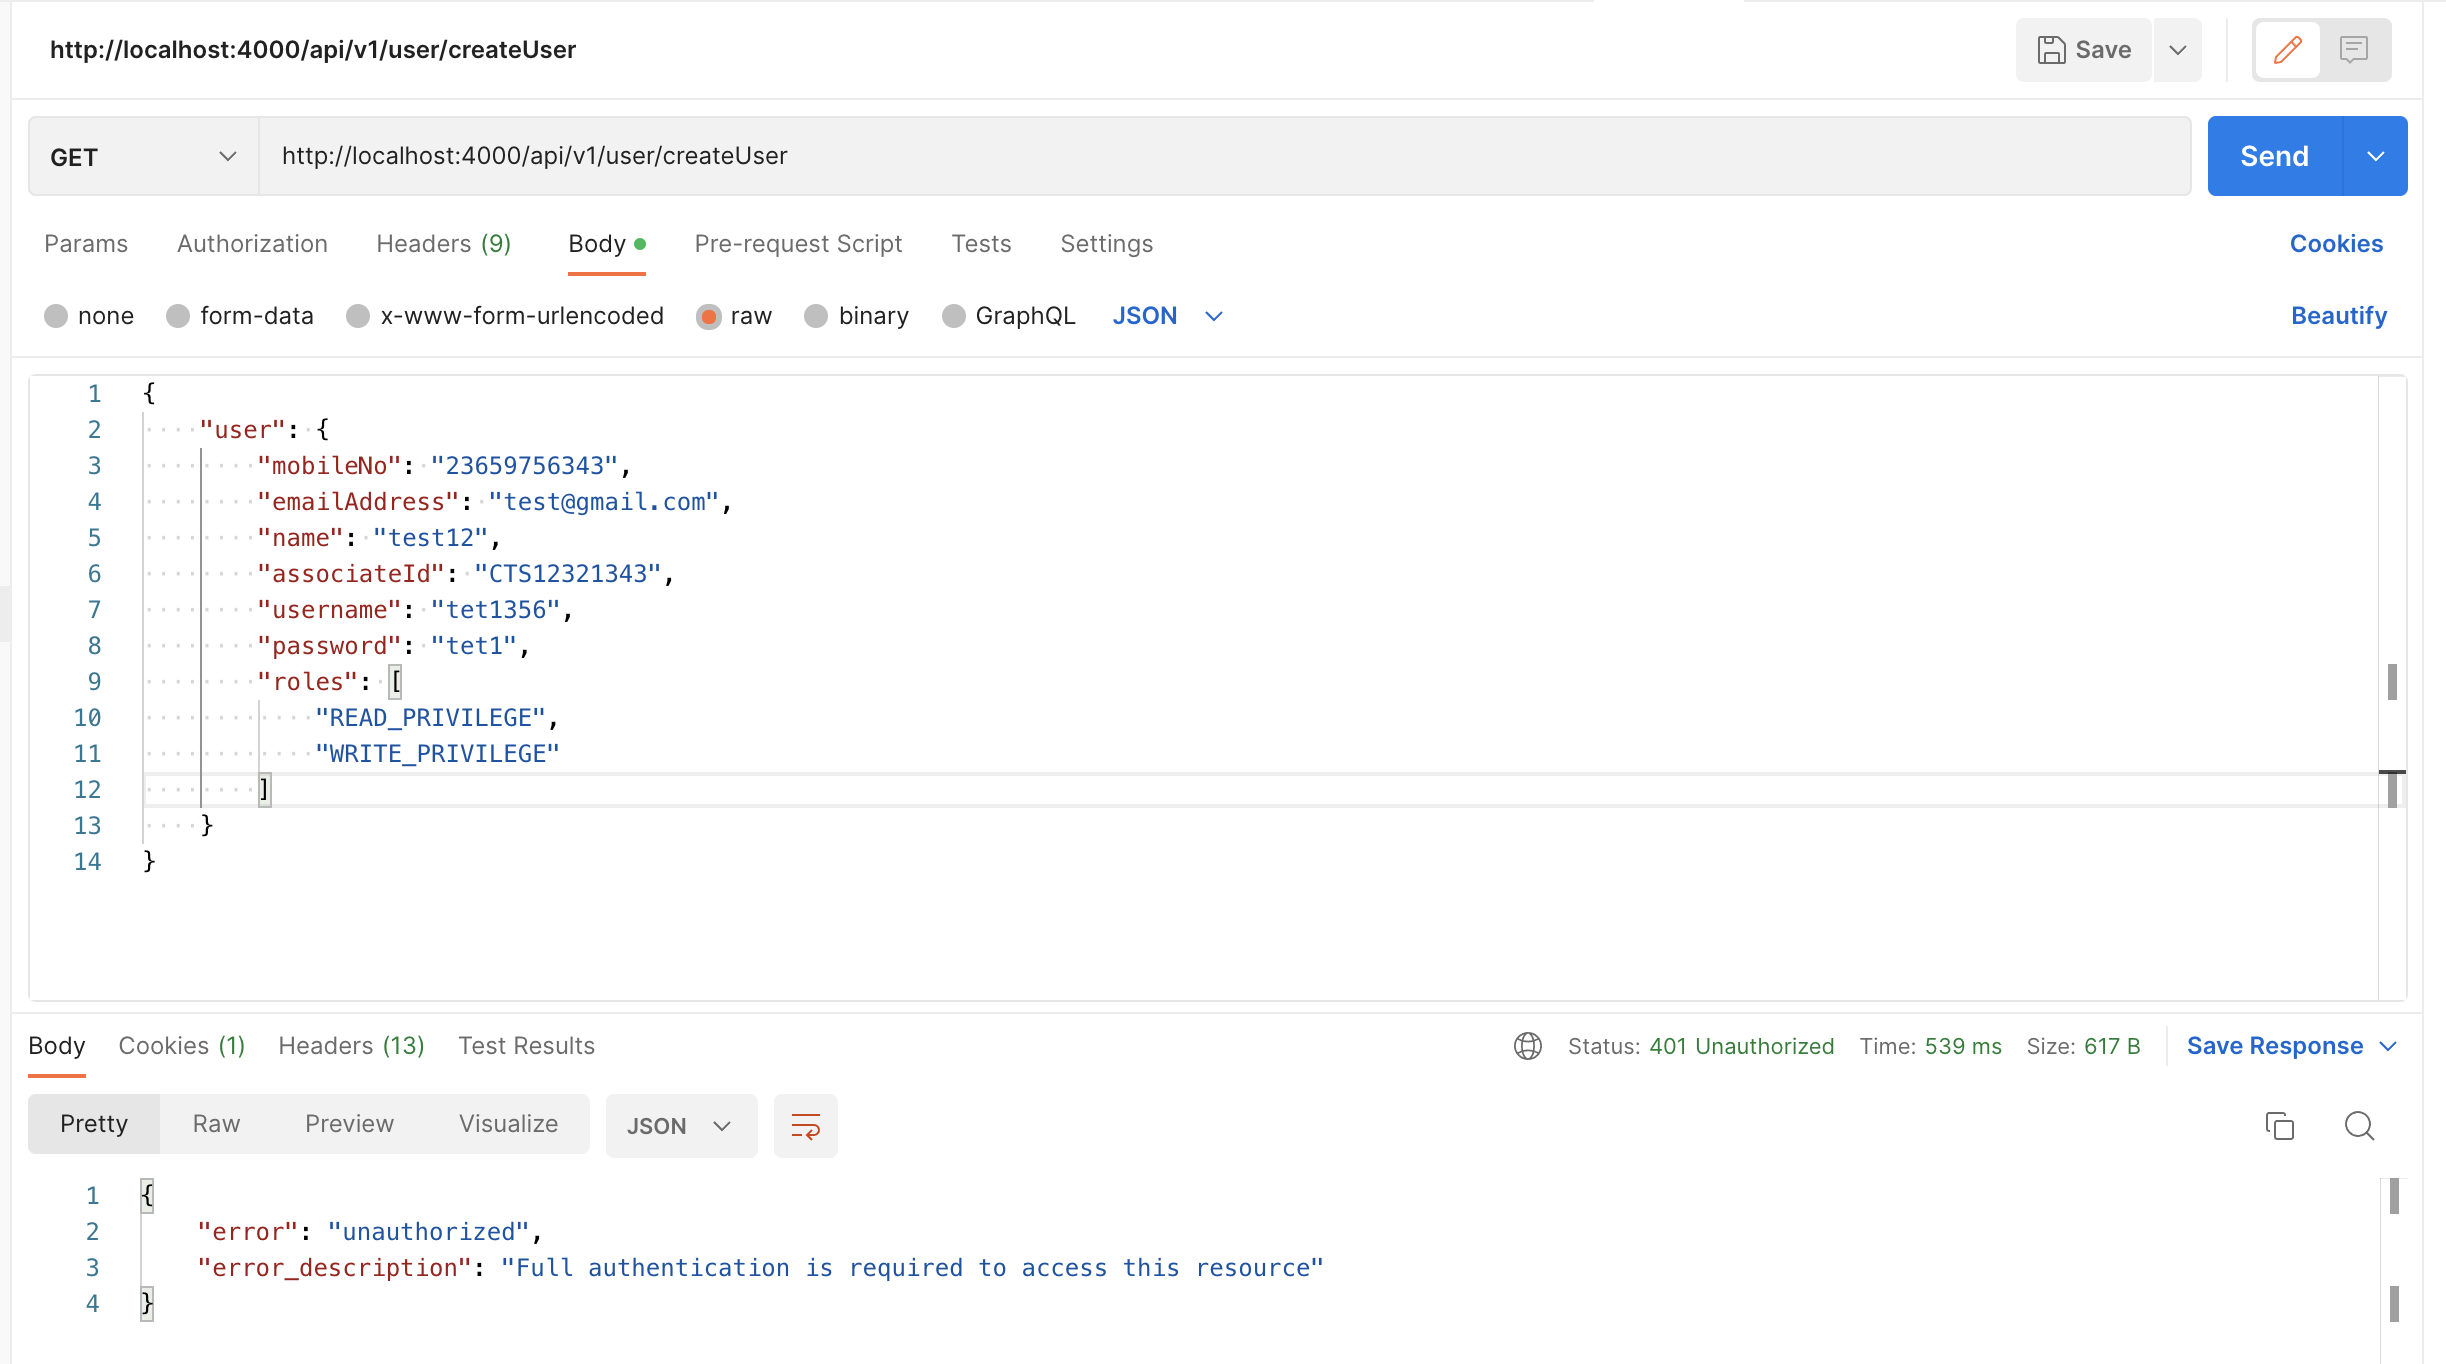 http://localhost:4000/api/v1/user/createUser Save
GET http://localhost:4000/api/v1/user/createUser Send
Params Authorization Headers (9) Body Pre-request Script Tests Settings Cookies
none form-data x-www-form-urlencoded raw binary GraphQL JSON Beautify
1 {
2 "user": {
3 "mobileNo": "23659756343",
4 "emailAddress": "test@gmail.com",
5 "name": "test12",
6 "associateId": "CTS12321343",
7 "username": "tet1356",
8 "password": "tet1",
9 "roles": [
10 "READ_PRIVILEGE",
11 "WRITE_PRIVILEGE"
12 ]
13 }
14 }
Body Cookies (1) Headers (13) Test Results Status: 401 Unauthorized Time: 539 ms Size: 617 B Save Response
Pretty Raw Preview Visualize JSON
1 {
2 "error": "unauthorized",
3 "error_description": "Full authentication is required to access this resource"
4 }